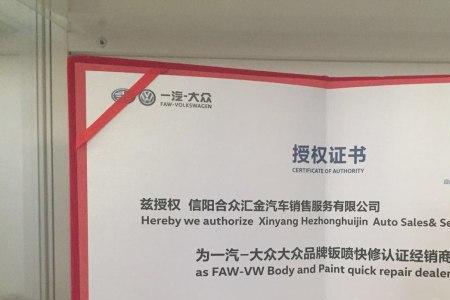 一汽-大众
FAW-VOLKSWAGEN
授权证书
CERTIFICATE OF AUTHORITY
兹授权 信阳合众汇金汽车销售服务有限公司
Hereby we authorize Xinyang Hezhonghuijin Auto Sales& Se
为一汽-大众大众品牌钣喷快修认证经销商
as FAW-VW Body and Paint quick repair dealer